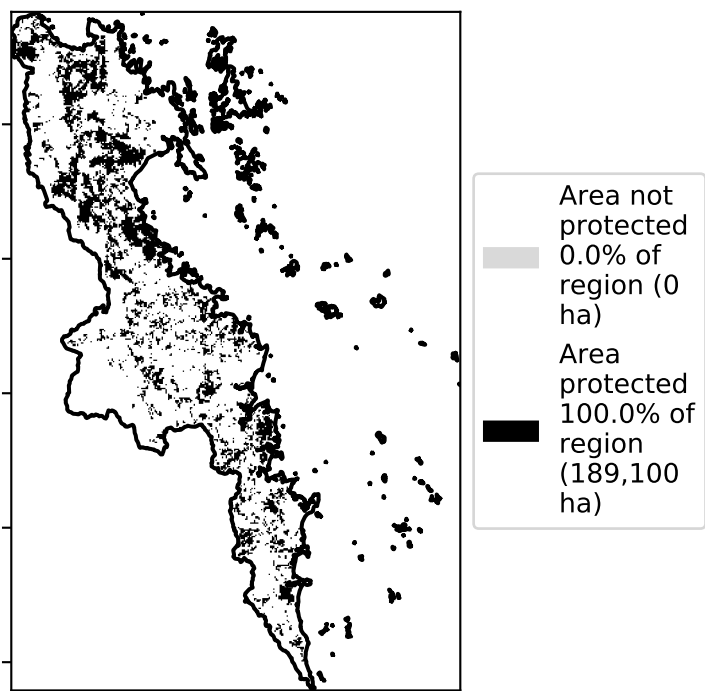 Area not
protected
0.0% of
region (0
ha)
Area
protected
100.0% of
region
(189,100
ha)